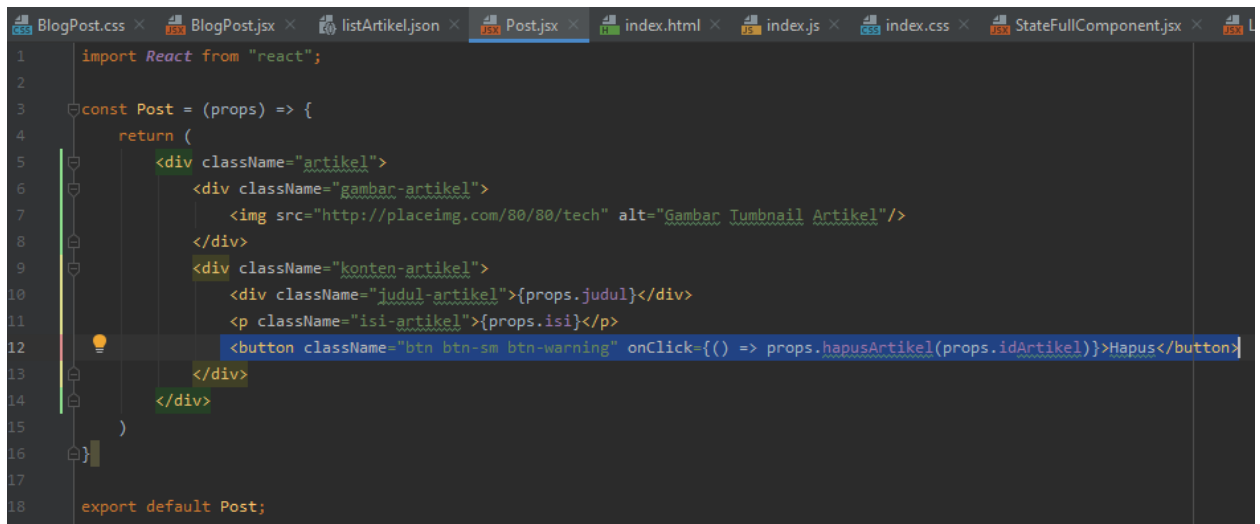 BlogPost.css BlogPost.jsx listArtikel.json Post.jsx index.html index.js index.css StateFullComponent.jsx L
1 import React from "react";
2
3 const Post = (props) => {
4 return (
5 <div className="artikel">
6 <div className="gambar-artikel">
7 <img src="http://placeimg.com/80/80/tech" alt="Gambar Tumbnail Artikel"/>
8 </div>
9 <div className="konten-artikel">
10 <div className="judul-artikel">{props.judul}</div>
11 <p className="isi-artikel">{props.isi}</p>
12 <button className="btn btn-sm btn-warning" onClick={() => props.hapusArtikel(props.idArtikel)}>Hapus</button>
13 </div>
14 </div>
15 )
16 }
17
18 export default Post;